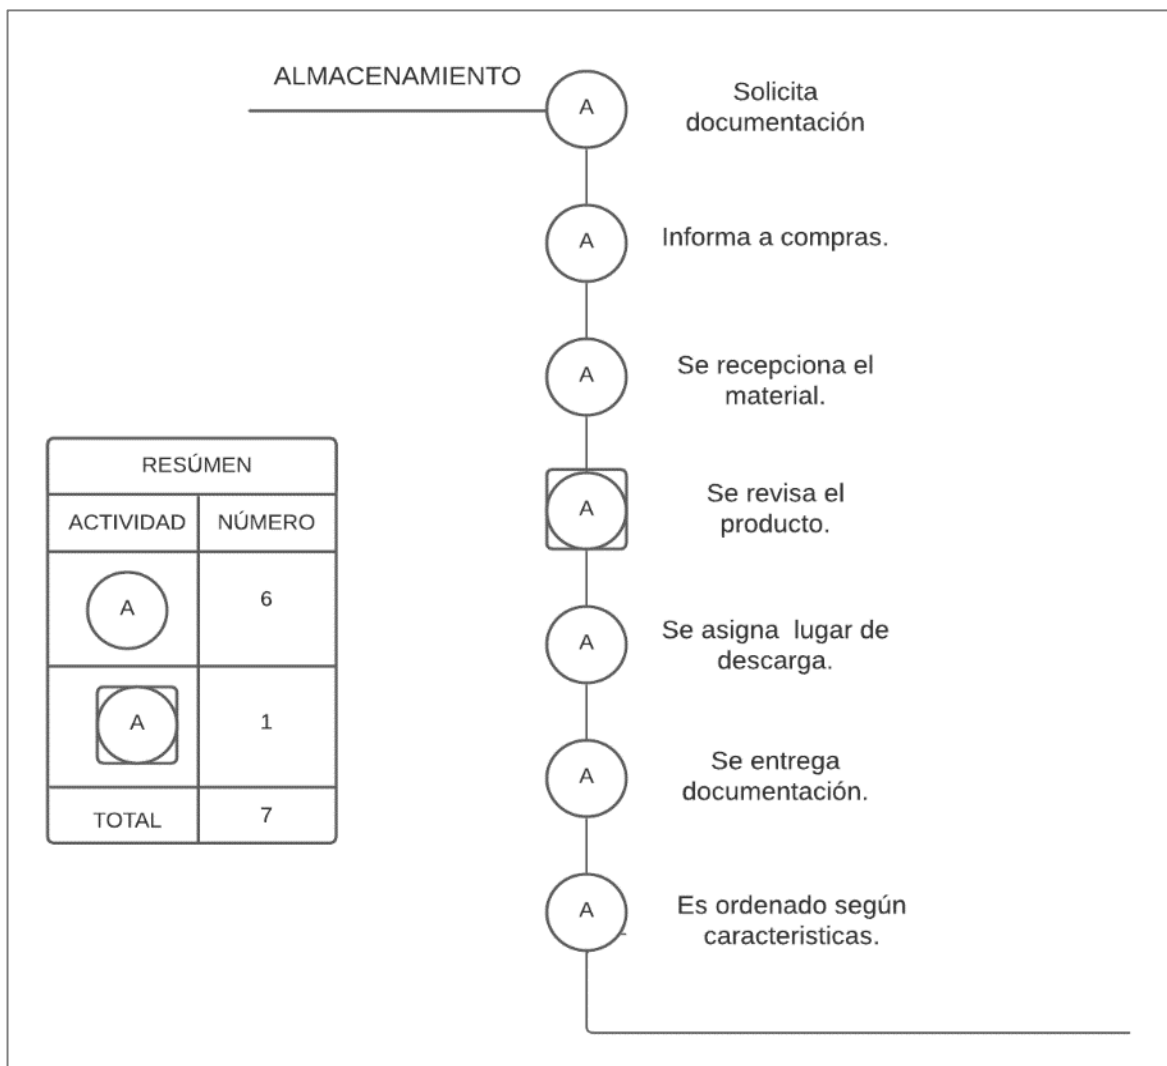 ALMACENAMIENTO
A
Solicita
documentación
A
Informa a compras.
A
Se recepciona el
material.
A
Se revisa el
producto.
A
Se asigna lugar de
descarga.
A
Se entrega
documentación.
A
Es ordenado según
caracteristicas.
RESÚMEN
ACTIVIDAD NÚMERO
A 6
A 1
TOTAL 7